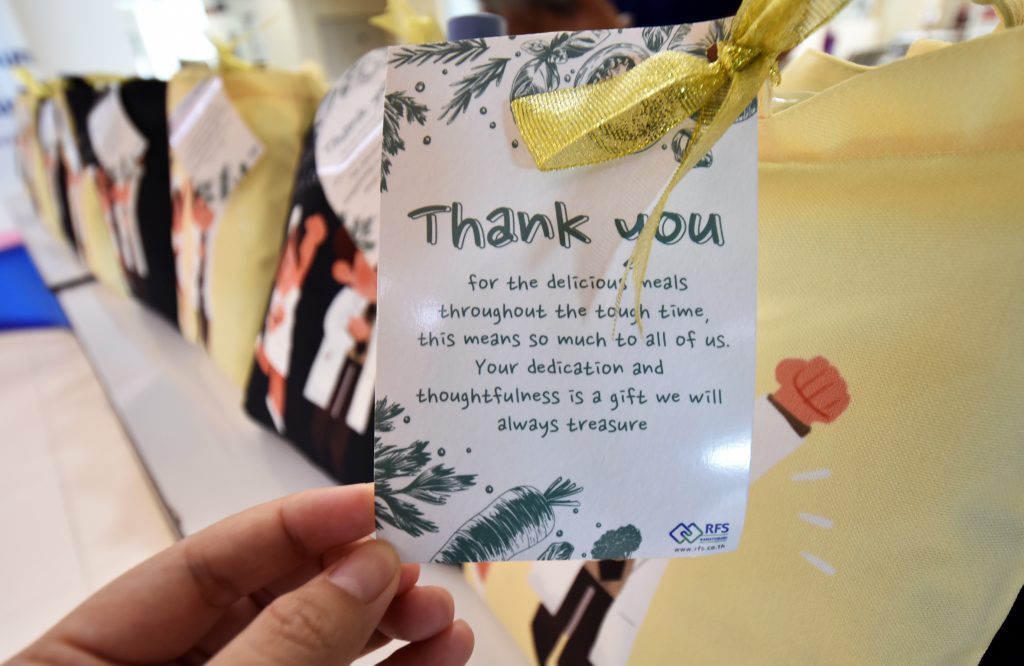 Thank you
for the delicious meals
throughout the tough time,
this means so much to all of us.
Your dedication and
thoughtfulness is a gift we will
always treasure
RFS
www.rfs.co.th